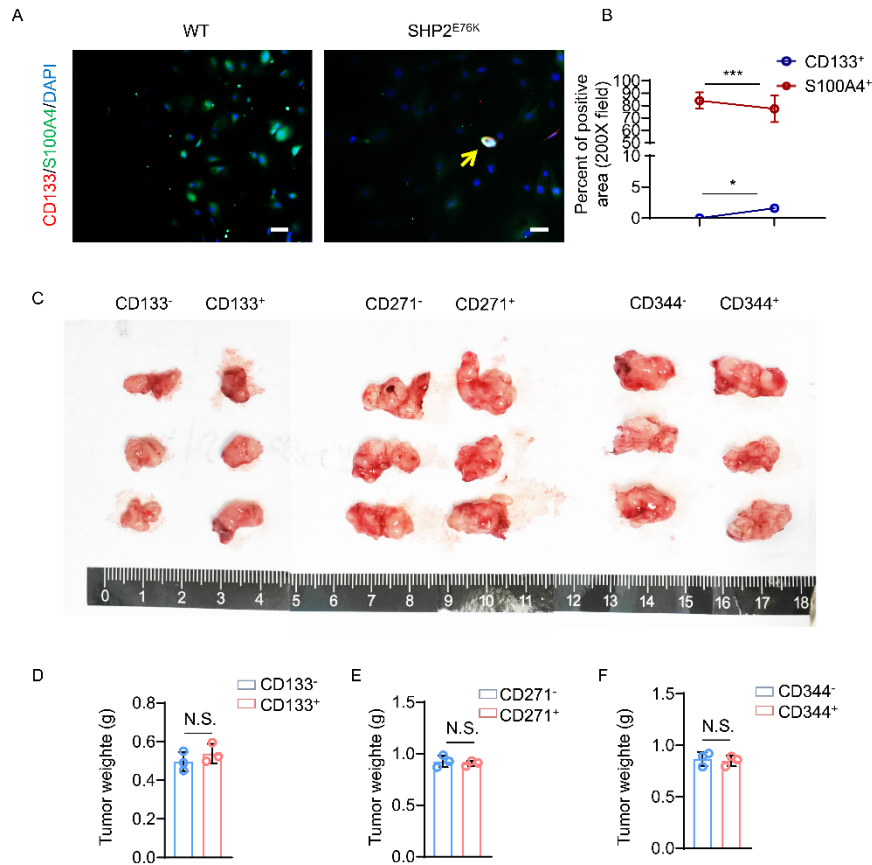 A
WT
SHP2E76K
CD133/S100A4/DAPI
B
CD133+
S100A4+
Percent of positive
area (200X field)
100
90
80
70
60
50
10
5
0
***
*
C
CD133-
CD133+
CD271-
CD271+
CD344-
CD344+
0 1 2 3 4 5 6 7 8 9 10 11 12 13 14 15 16 17 18
D
CD133-
CD133+
Tumor weighte (g)
0.8
0.6
0.4
0.2
0.0
N.S.
E
CD271-
CD271+
Tumor weighte (g)
1.5
1.0
0.5
0.0
N.S.
F
CD344-
CD344+
Tumor weighte (g)
1.5
1.0
0.5
0.0
N.S.